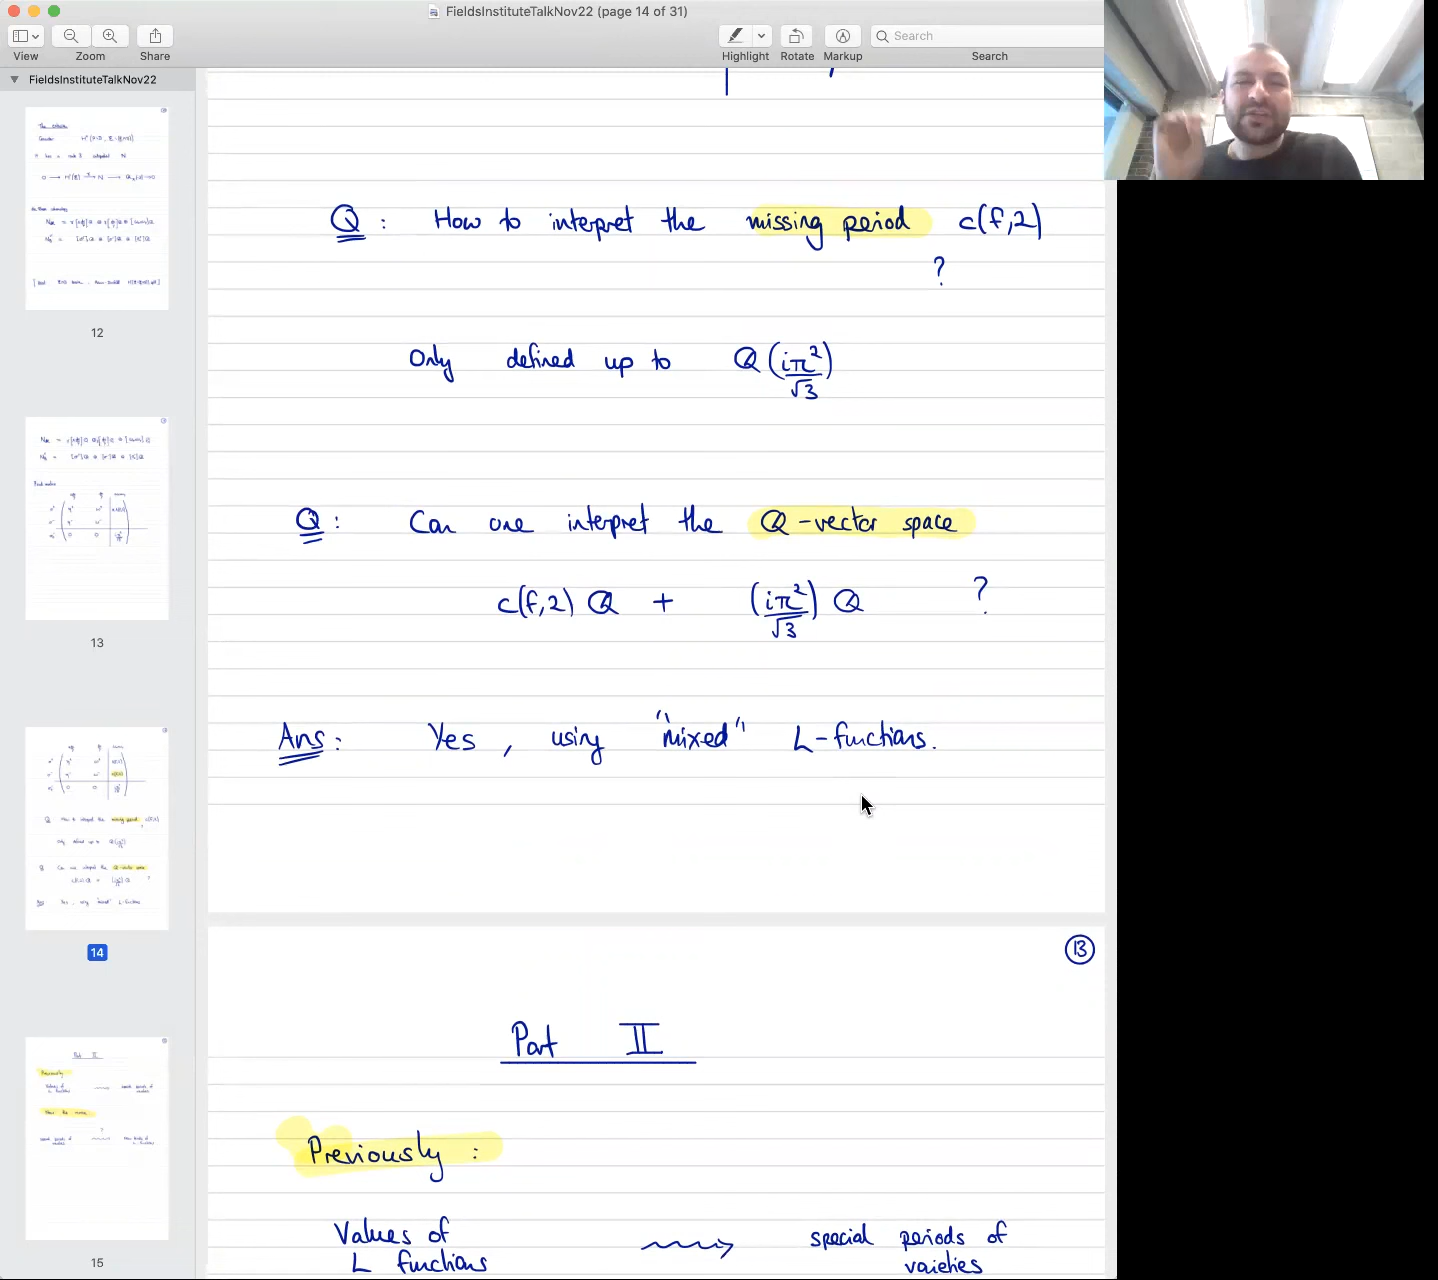 FieldsInstituteTalkNov22 (page 14 of 31)
View
Zoom
Share
Highlight
Rotate
Markup
Search
Search
FieldsInstituteTalkNov22
12
13
14
15
Q : How to interpret the missing period c(f,2)
?
Only defined up to ℚ(iπ²/√3)
Q : Can one interpret the ℚ-vector space
c(f,2) ℚ + (iπ²/√3) ℚ ?
Ans : Yes , using "mixed" L-functions.
13
Part II
Previously :
Values of
L functions
special periods of
varieties